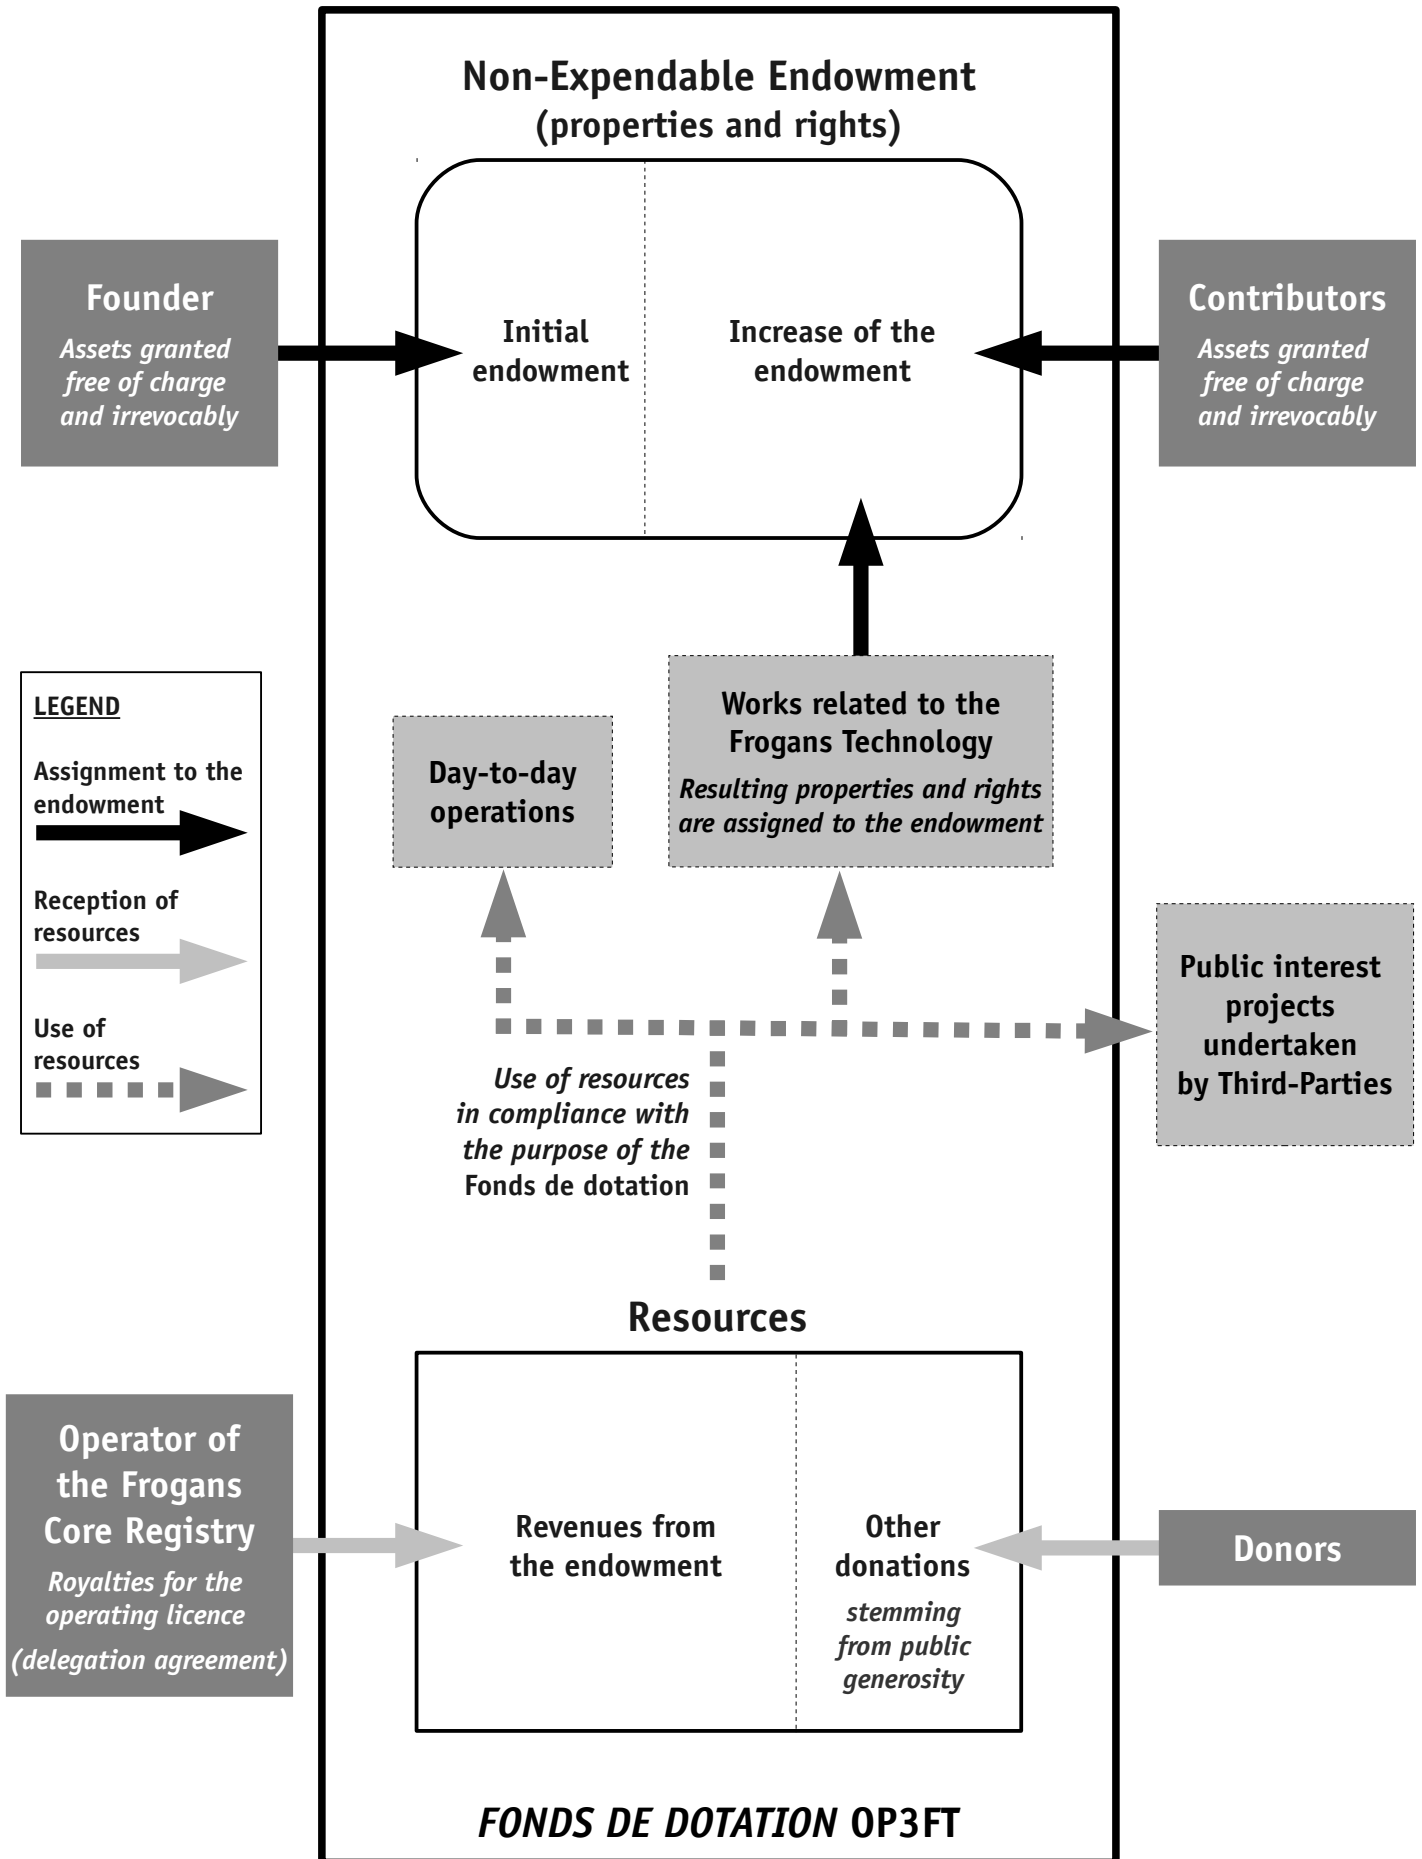 Non-Expendable Endowment
(properties and rights)
Founder
Assets granted
free of charge
and irrevocably
Initial
endowment
Increase of the
endowment
Contributors
Assets granted
free of charge
and irrevocably
LEGEND
Assignment to the
endowment
Reception of
resources
Use of
resources
Day-to-day
operations
Works related to the
Frogans Technology
Resulting properties and rights
are assigned to the endowment
Public interest
projects
undertaken
by Third-Parties
Use of resources
in compliance with
the purpose of the
Fonds de dotation
Resources
Operator of
the Frogans
Core Registry
Royalties for the
operating licence
(delegation agreement)
Revenues from
the endowment
Other
donations
stemming
from public
generosity
Donors
FONDS DE DOTATION OP3FT